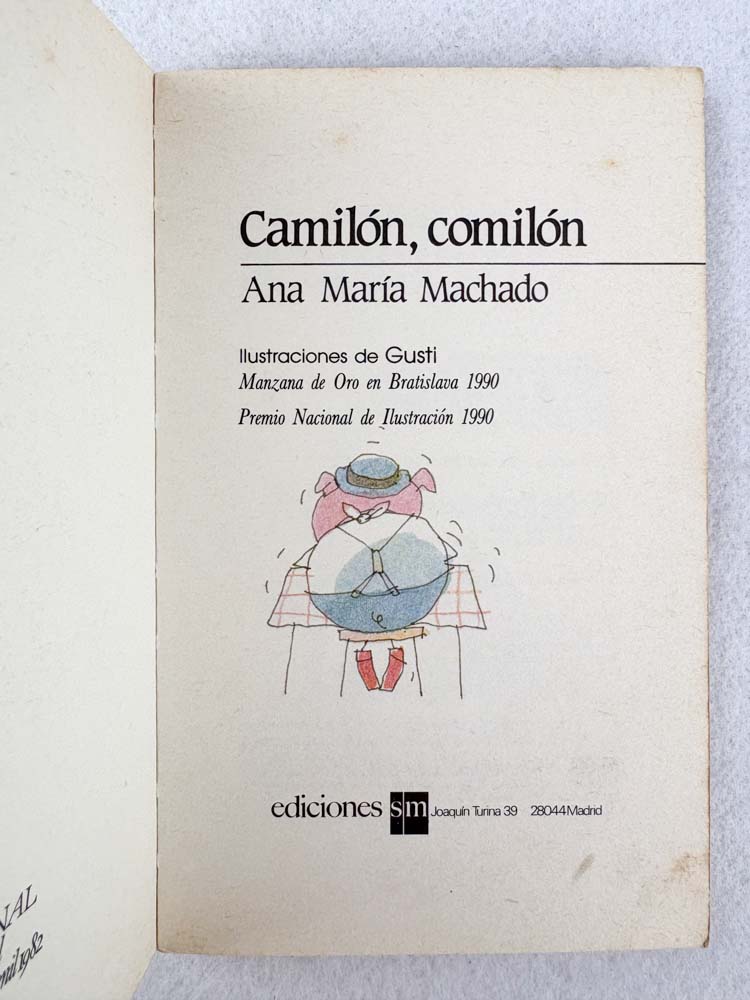 Camilón, comilón
Ana María Machado
Ilustraciones de Gusti
Manzana de Oro en Bratislava 1990
Premio Nacional de Ilustración 1990
ediciones sm Joaquín Turina 39 28044 Madrid
1982